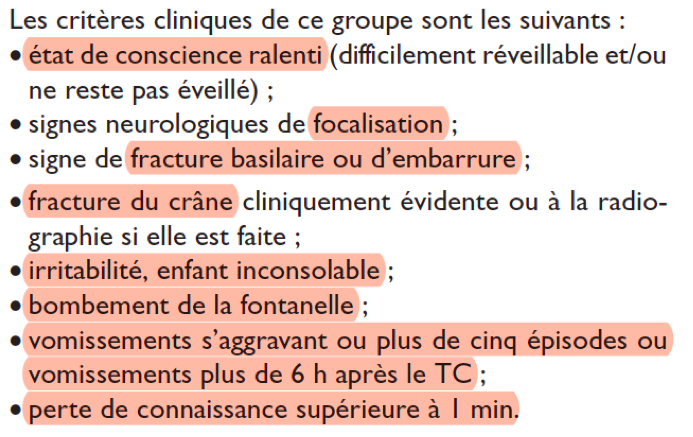 Les critères cliniques de ce groupe sont les suivants :
• état de conscience ralenti (difficilement réveillable et/ou
ne reste pas éveillé) ;
• signes neurologiques de focalisation ;
• signe de fracture basilaire ou d’embarrure ;
• fracture du crâne cliniquement évidente ou à la radio-
graphie si elle est faite ;
• irritabilité, enfant inconsolable ;
• bombement de la fontanelle ;
• vomissements s’aggravant ou plus de cinq épisodes ou
vomissements plus de 6 h après le TC ;
• perte de connaissance supérieure à 1 min.